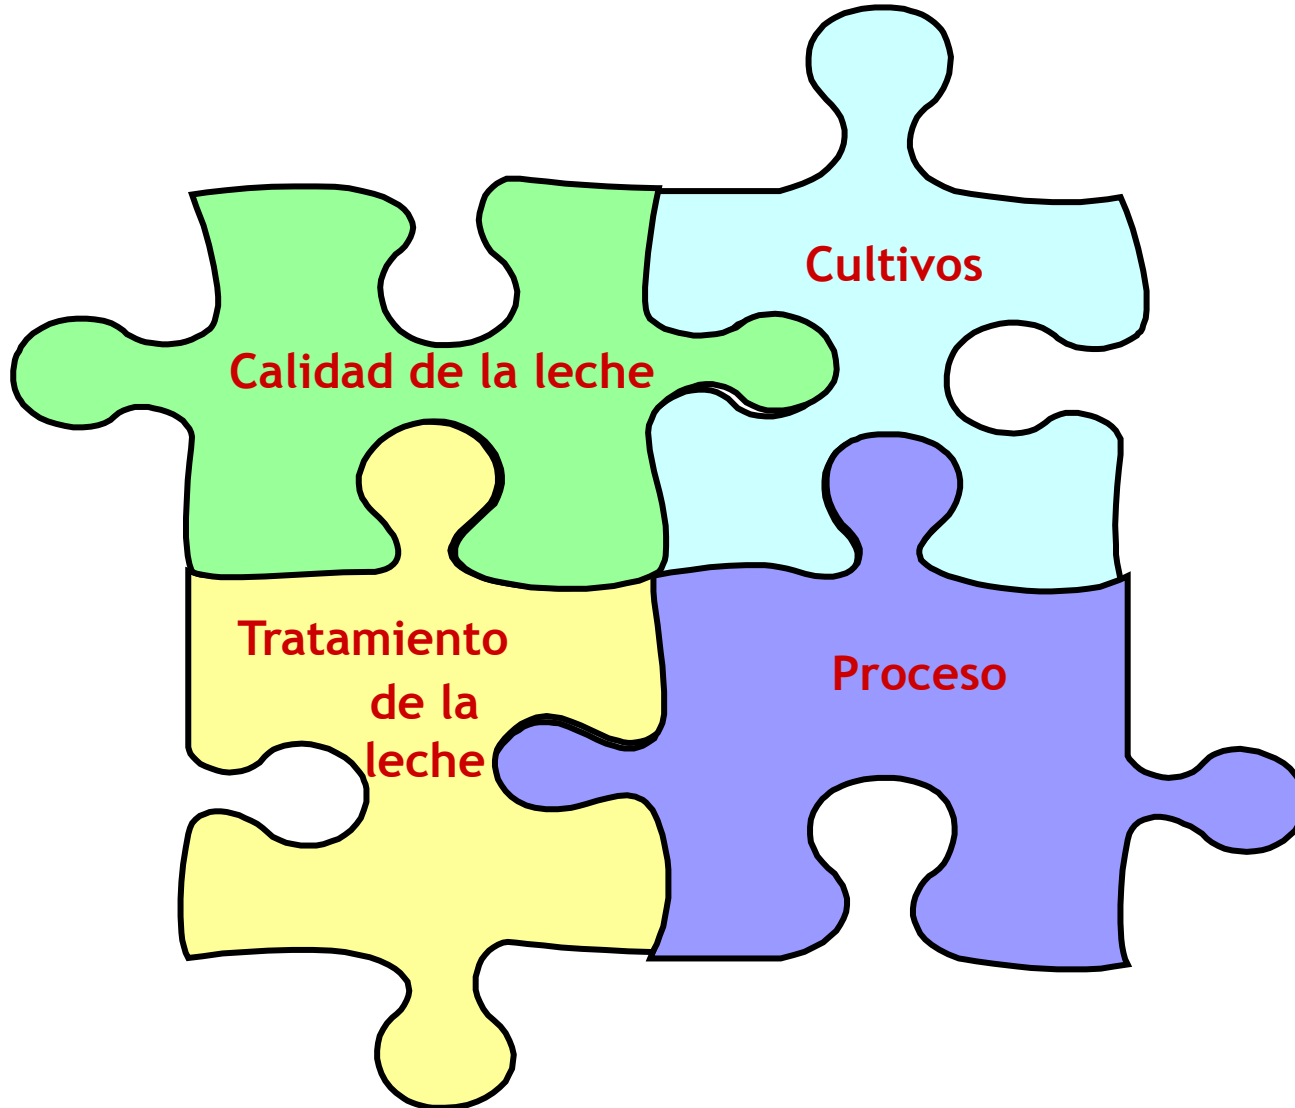 Cultivos
Calidad de la leche
Tratamiento
de la
leche
Proceso